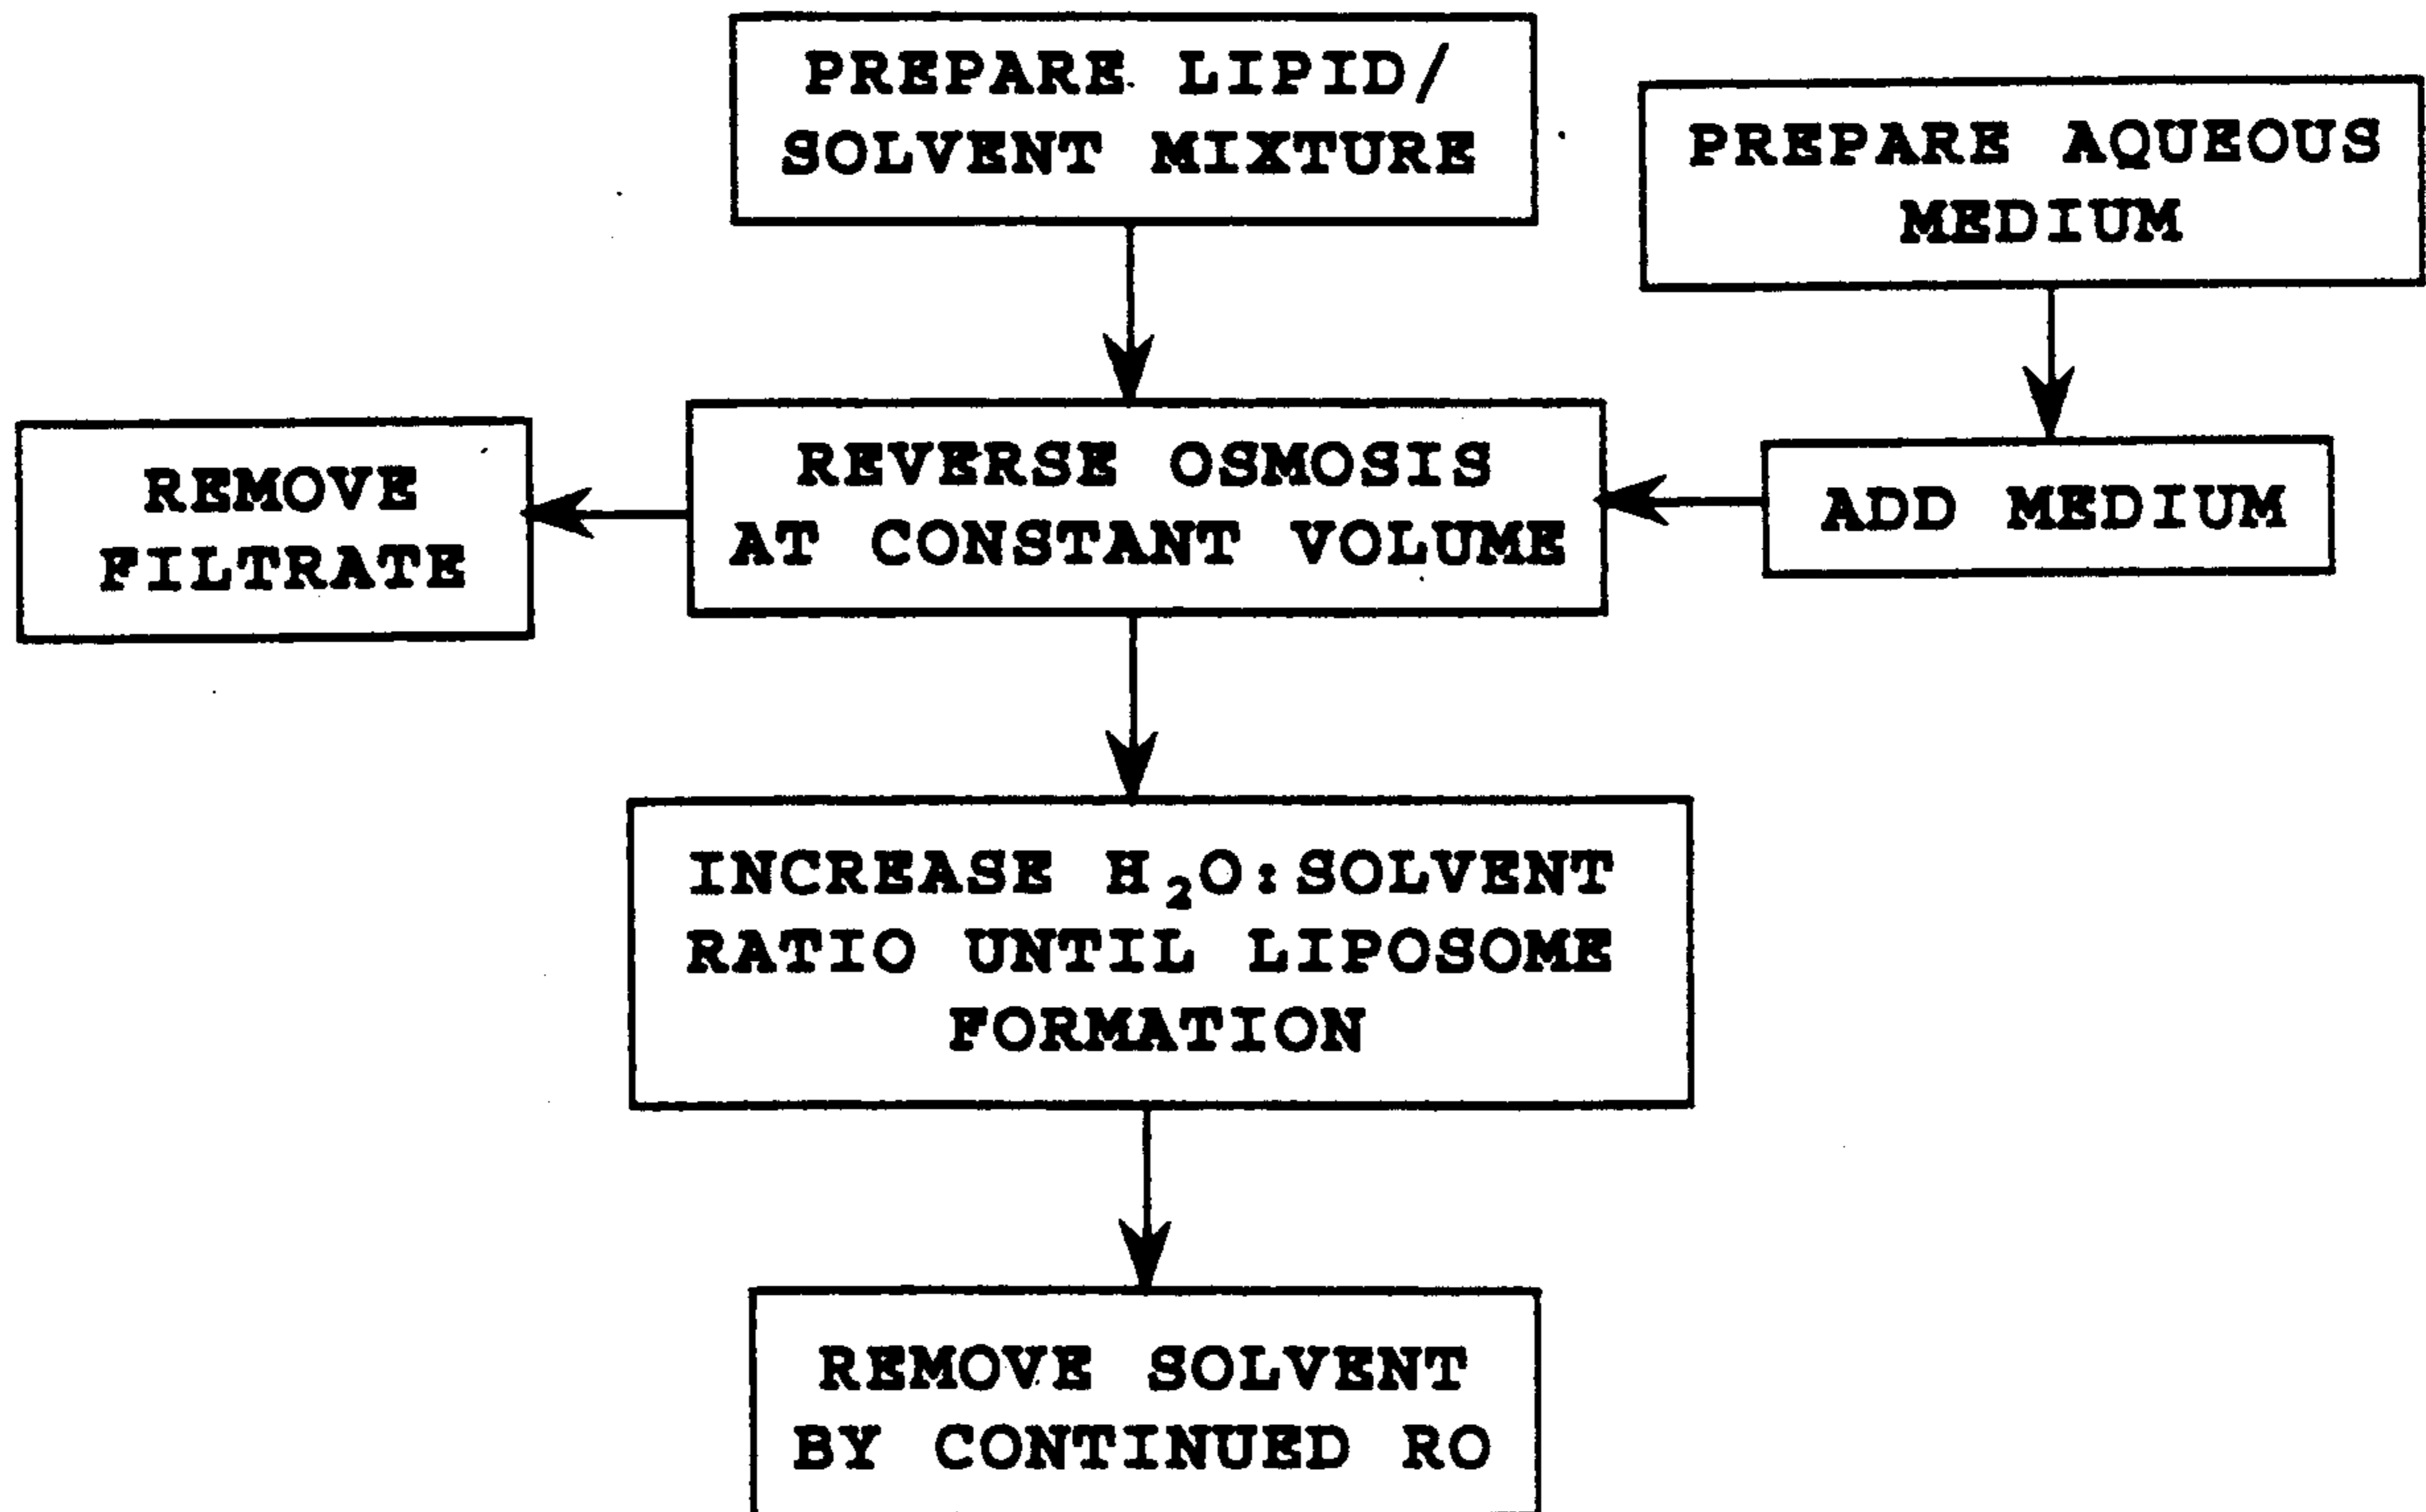 PREPARE LIPID/
SOLVENT MIXTURE
PREPARE AQUEOUS
MEDIUM
REMOVE
FILTRATE
REVERSE OSMOSIS
AT CONSTANT VOLUME
ADD MEDIUM
INCREASE H₂O:SOLVENT
RATIO UNTIL LIPOSOME
FORMATION
REMOVE SOLVENT
BY CONTINUED RO